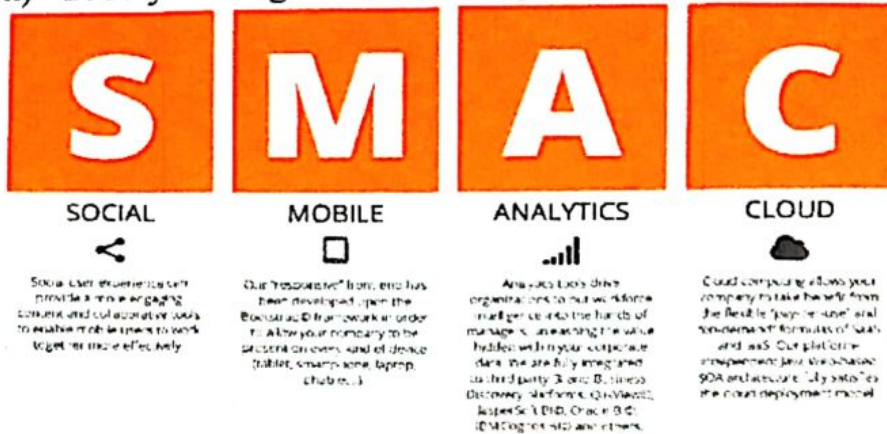 S M A C
SOCIAL MOBILE ANALYTICS CLOUD
Social user experience can
provide a more engaging
content and collaborative tools
to enable mobile users to work
together more effectively
Our "responsive" front end has
been developed upon the
Bootstrap© framework in order
to allow your company to be
present on every kind of device
(tablet, smartphone, laptop,
Analytics tools drive
organizations to put workforce
intelligence into the hands of
managers, unleashing the value
hidden within your corporate
data. We are fully integrated
to third party BI and Business
Discovery platforms, QlikView©,
JasperSoft BI©, Oracle BI©,
IBM Cognos BI© and others.
Cloud computing allows your
company to take benefit from
the flexible "pay-per-use" and
"on-demand" formulas of SaaS
and IaaS. Our platform
independent Java Web-based
SOA architecture fully satisfies
the cloud deployment model.